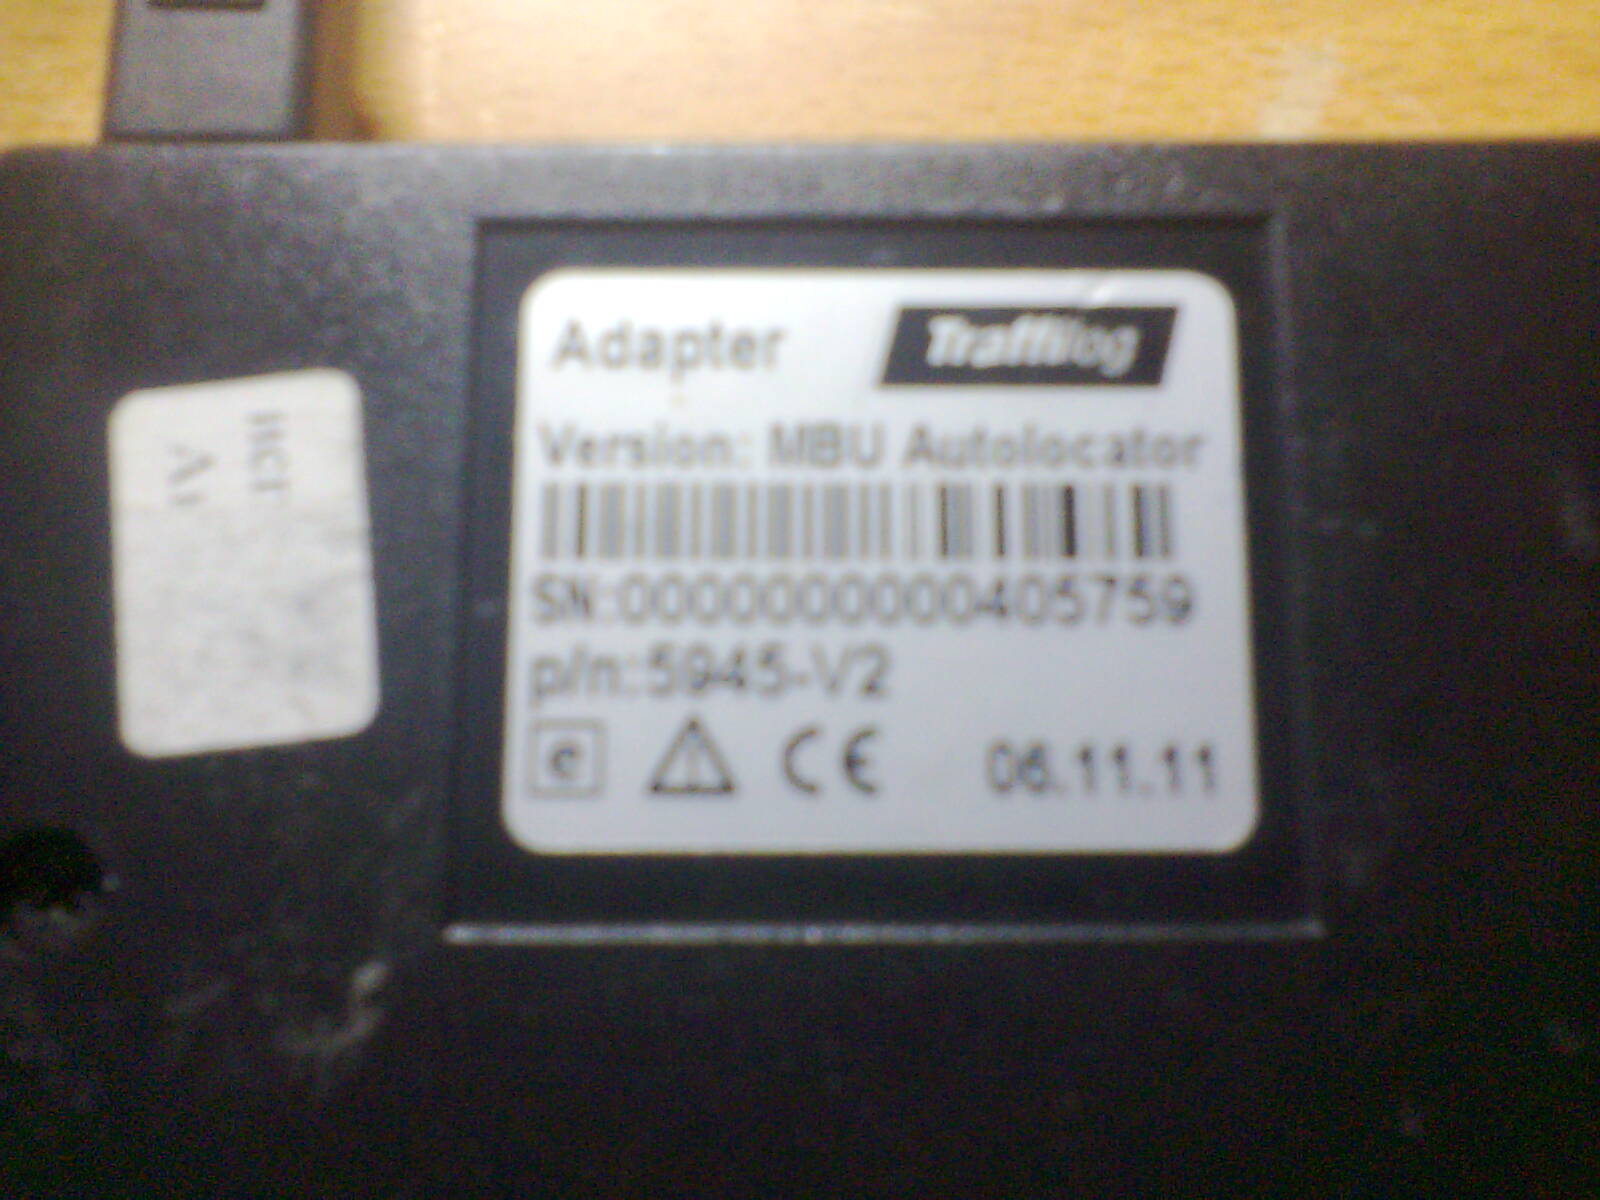 Adapter Traffilog
Version: MBU Autolocator
SN:0000000000405759
p/n:5945-V2
e CE 06.11.11